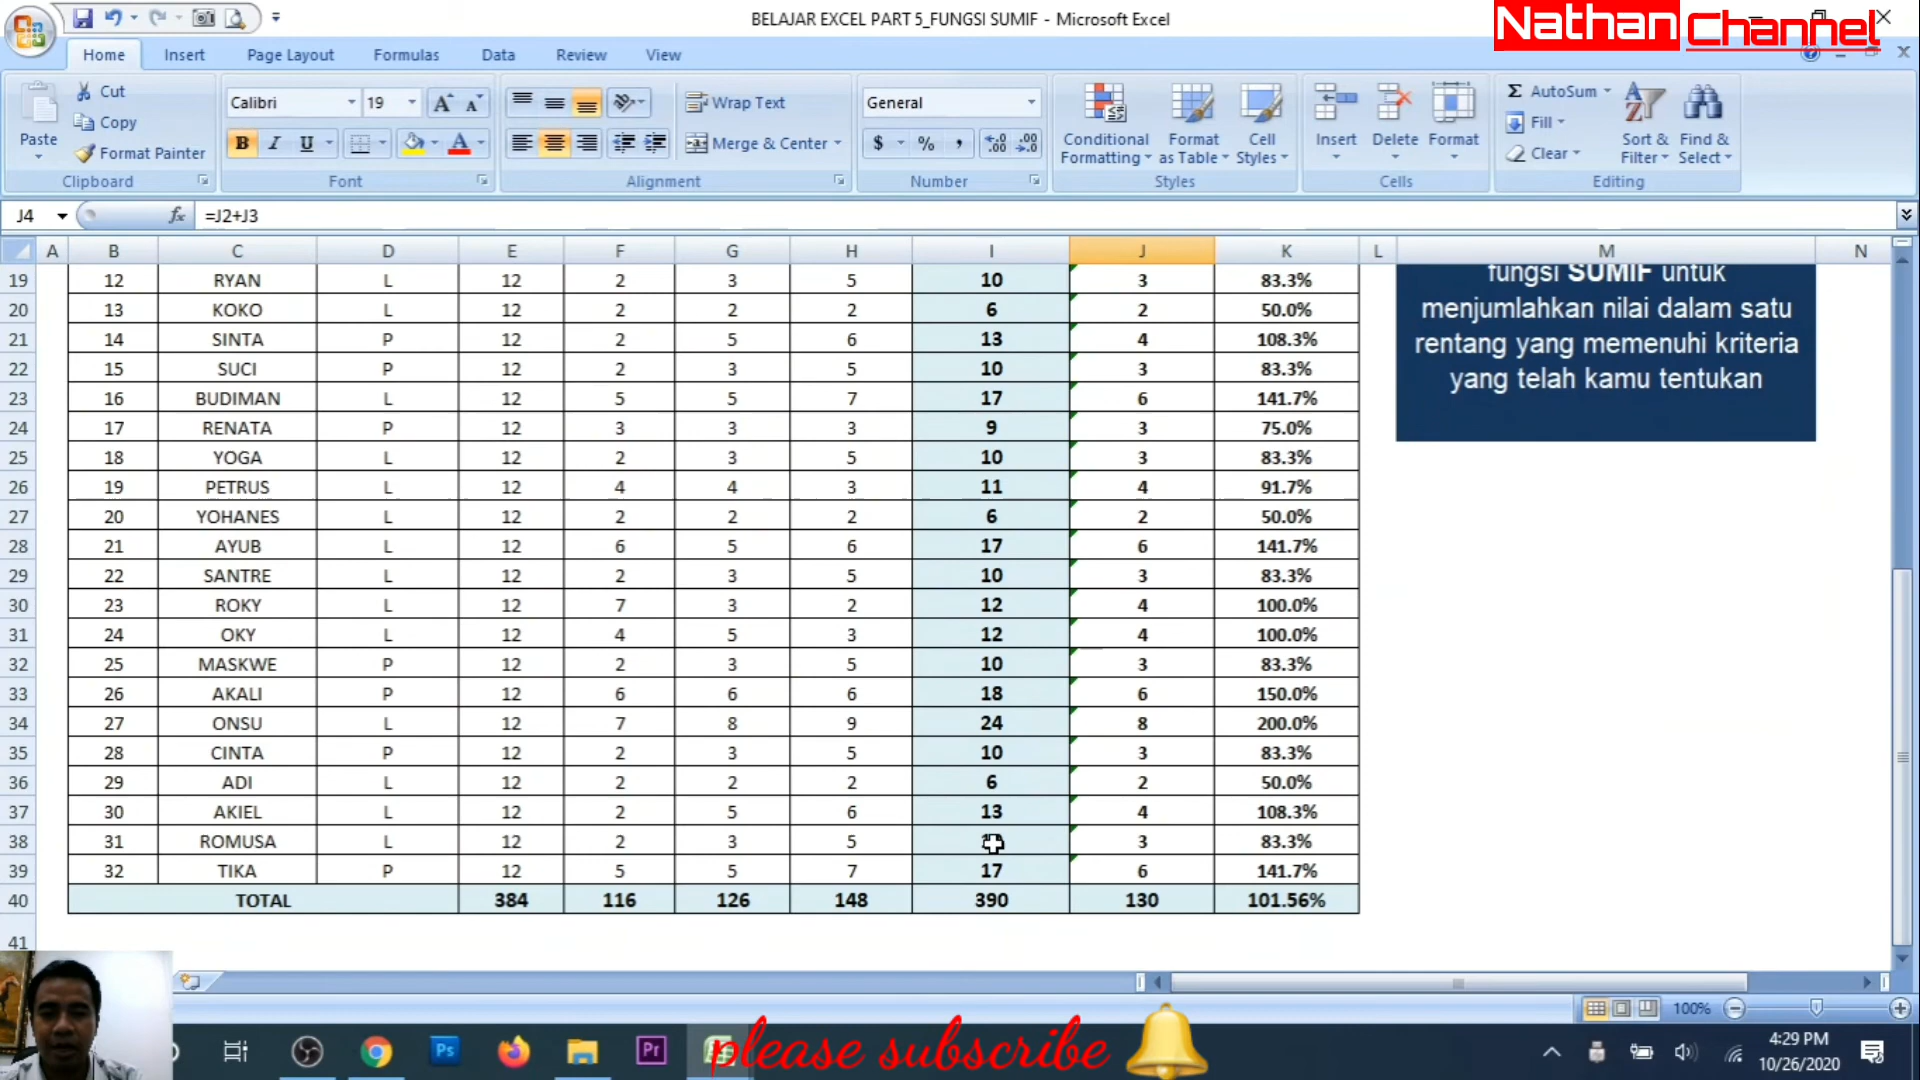 BELAJAR EXCEL PART 5_FUNGSI SUMIF - Microsoft Excel
Nathan Channel
Home Insert Page Layout Formulas Data Review View
Paste
Cut
Copy
Format Painter
Clipboard
Calibri 19
B I U
Font
Wrap Text
Merge & Center
Alignment
General
$ % ,
Number
Conditional Formatting
Format as Table
Cell Styles
Styles
Insert Delete Format
Cells
Σ AutoSum
Fill
Clear
Sort & Filter
Find & Select
Editing
J4 fx =J2+J3
A B C D E F G H I J K L M N
19 12 RYAN L 12 2 3 5 10 3 83.3%
20 13 KOKO L 12 2 2 2 6 2 50.0%
21 14 SINTA P 12 2 5 6 13 4 108.3%
22 15 SUCI P 12 2 3 5 10 3 83.3%
23 16 BUDIMAN L 12 5 5 7 17 6 141.7%
24 17 RENATA P 12 3 3 3 9 3 75.0%
25 18 YOGA L 12 2 3 5 10 3 83.3%
26 19 PETRUS L 12 4 4 3 11 4 91.7%
27 20 YOHANES L 12 2 2 2 6 2 50.0%
28 21 AYUB L 12 6 5 6 17 6 141.7%
29 22 SANTRE L 12 2 3 5 10 3 83.3%
30 23 ROKY L 12 7 3 2 12 4 100.0%
31 24 OKY L 12 4 5 3 12 4 100.0%
32 25 MASKWE P 12 2 3 5 10 3 83.3%
33 26 AKALI P 12 6 6 6 18 6 150.0%
34 27 ONSU L 12 7 8 9 24 8 200.0%
35 28 CINTA P 12 2 3 5 10 3 83.3%
36 29 ADI L 12 2 2 2 6 2 50.0%
37 30 AKIEL L 12 2 5 6 13 4 108.3%
38 31 ROMUSA L 12 2 3 5 3 83.3%
39 32 TIKA P 12 5 5 7 17 6 141.7%
40 TOTAL 384 116 126 148 390 130 101.56%
41
fungsi SUMIF untuk
menjumlahkan nilai dalam satu
rentang yang memenuhi kriteria
yang telah kamu tentukan
100%
Ps
Pr
please subscribe
4:29 PM
10/26/2020